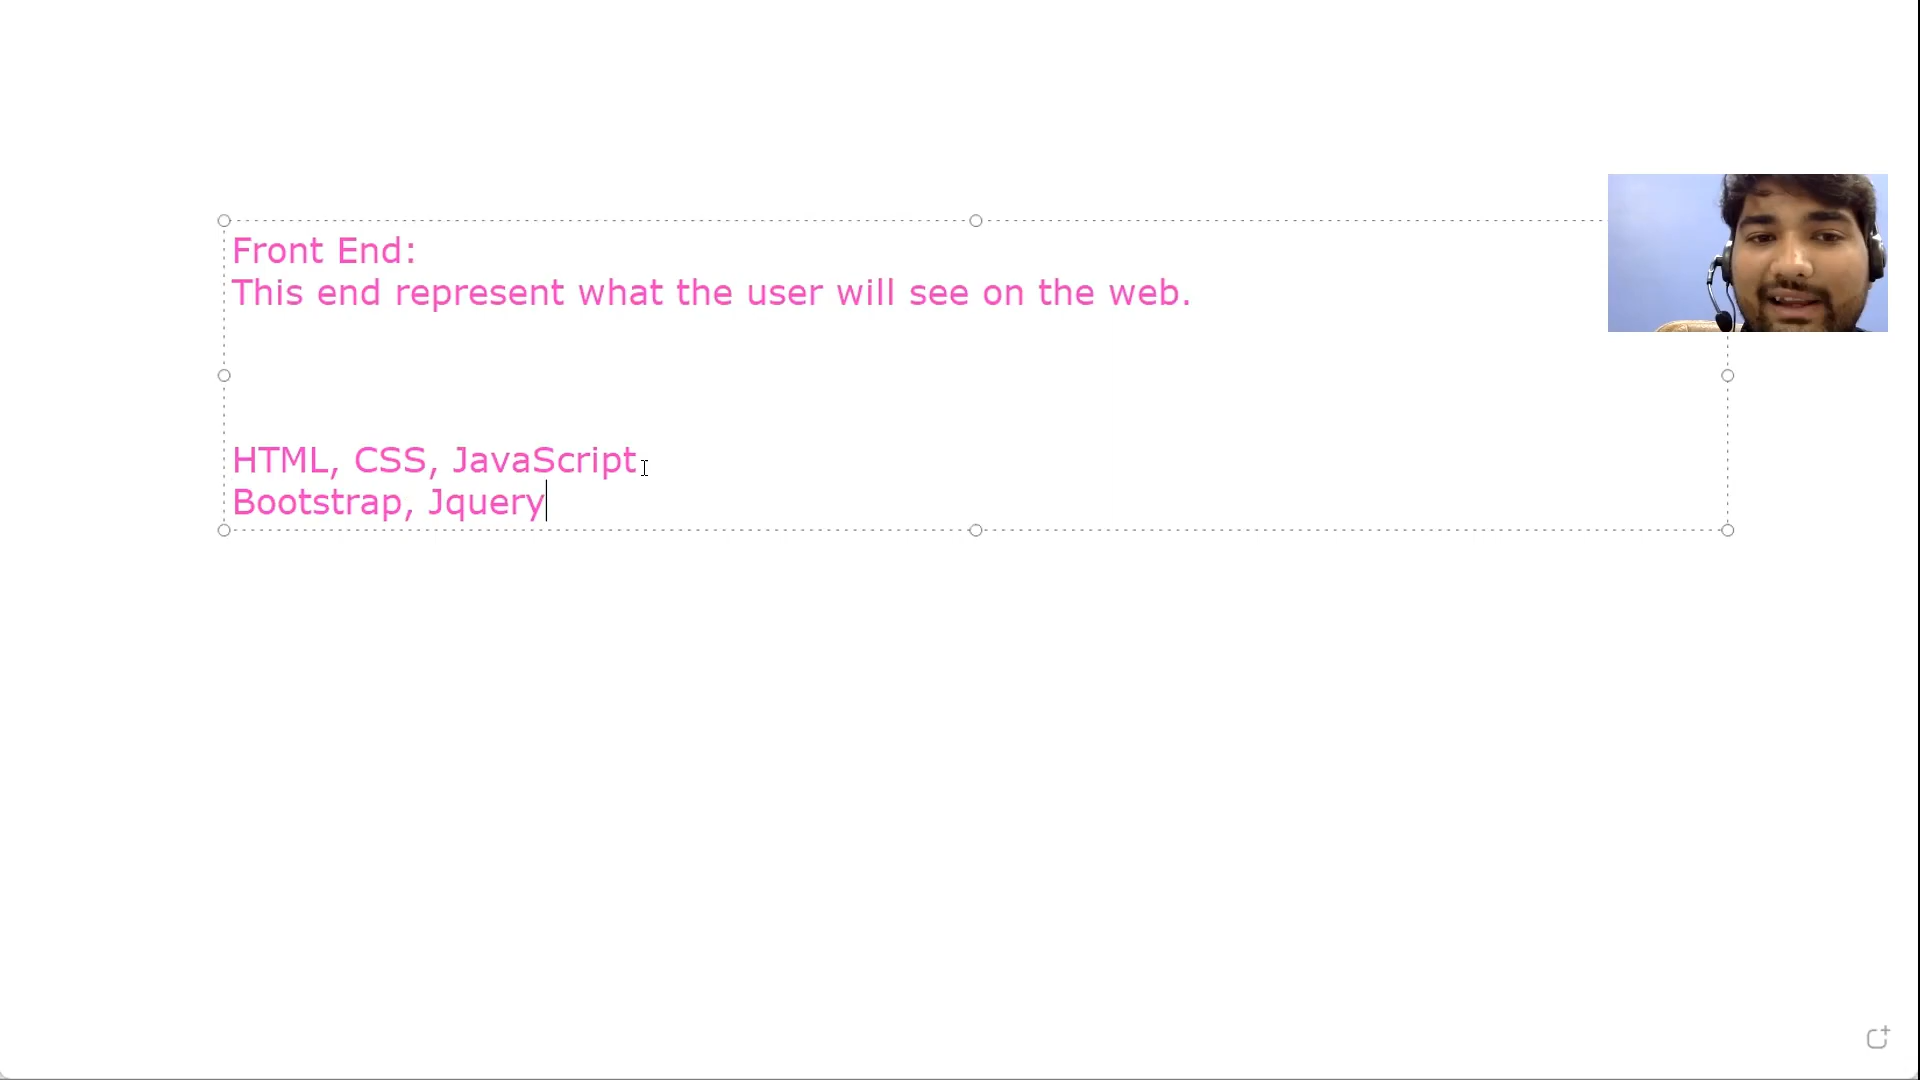 Front End:
This end represent what the user will see on the web.
HTML, CSS, JavaScript
Bootstrap, Jquery